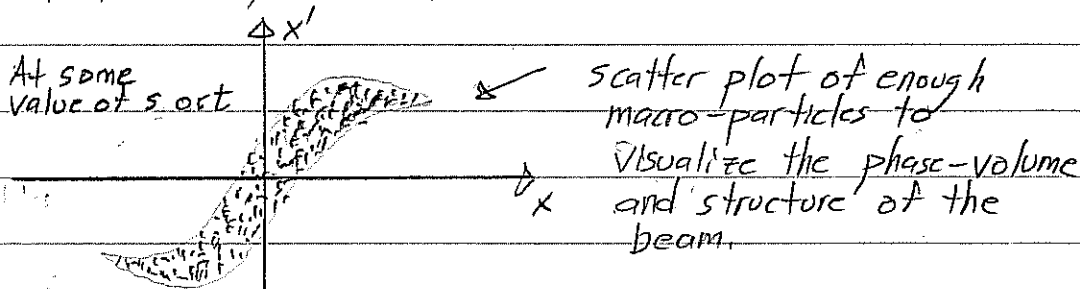 x'
At some
value of s or t
scatter plot of enough
macro-particles to
visualize the phase-volume
and structure of the
beam.
x